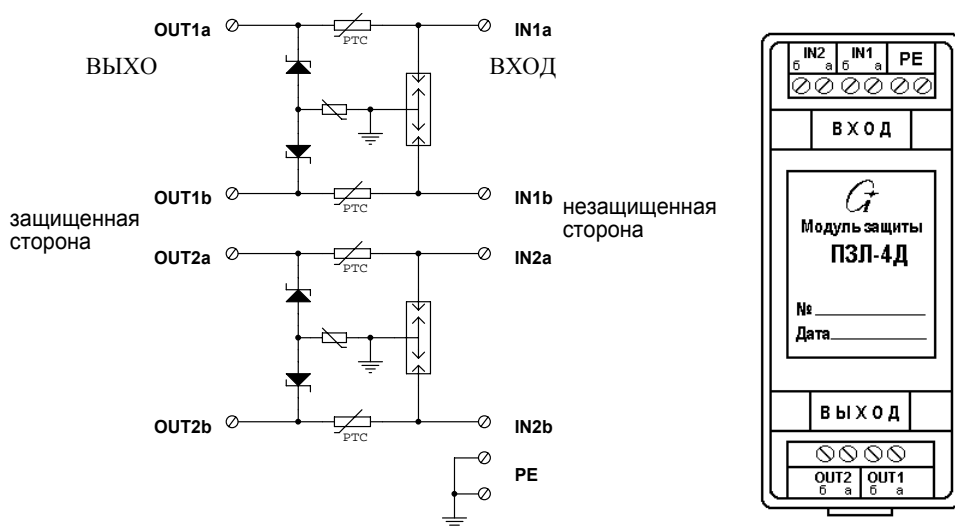 OUT1a
PTC
IN1a
ВЫХО
ВХОД
OUT1b
PTC
IN1b
защищенная
сторона
незащищенная
сторона
OUT2a
PTC
IN2a
OUT2b
PTC
IN2b
PE
IN2 IN1 PE
б а б а
ВХОД
Модуль защиты
ПЗЛ-4Д
№
Дата
ВЫХОД
OUT2 OUT1
б а б а